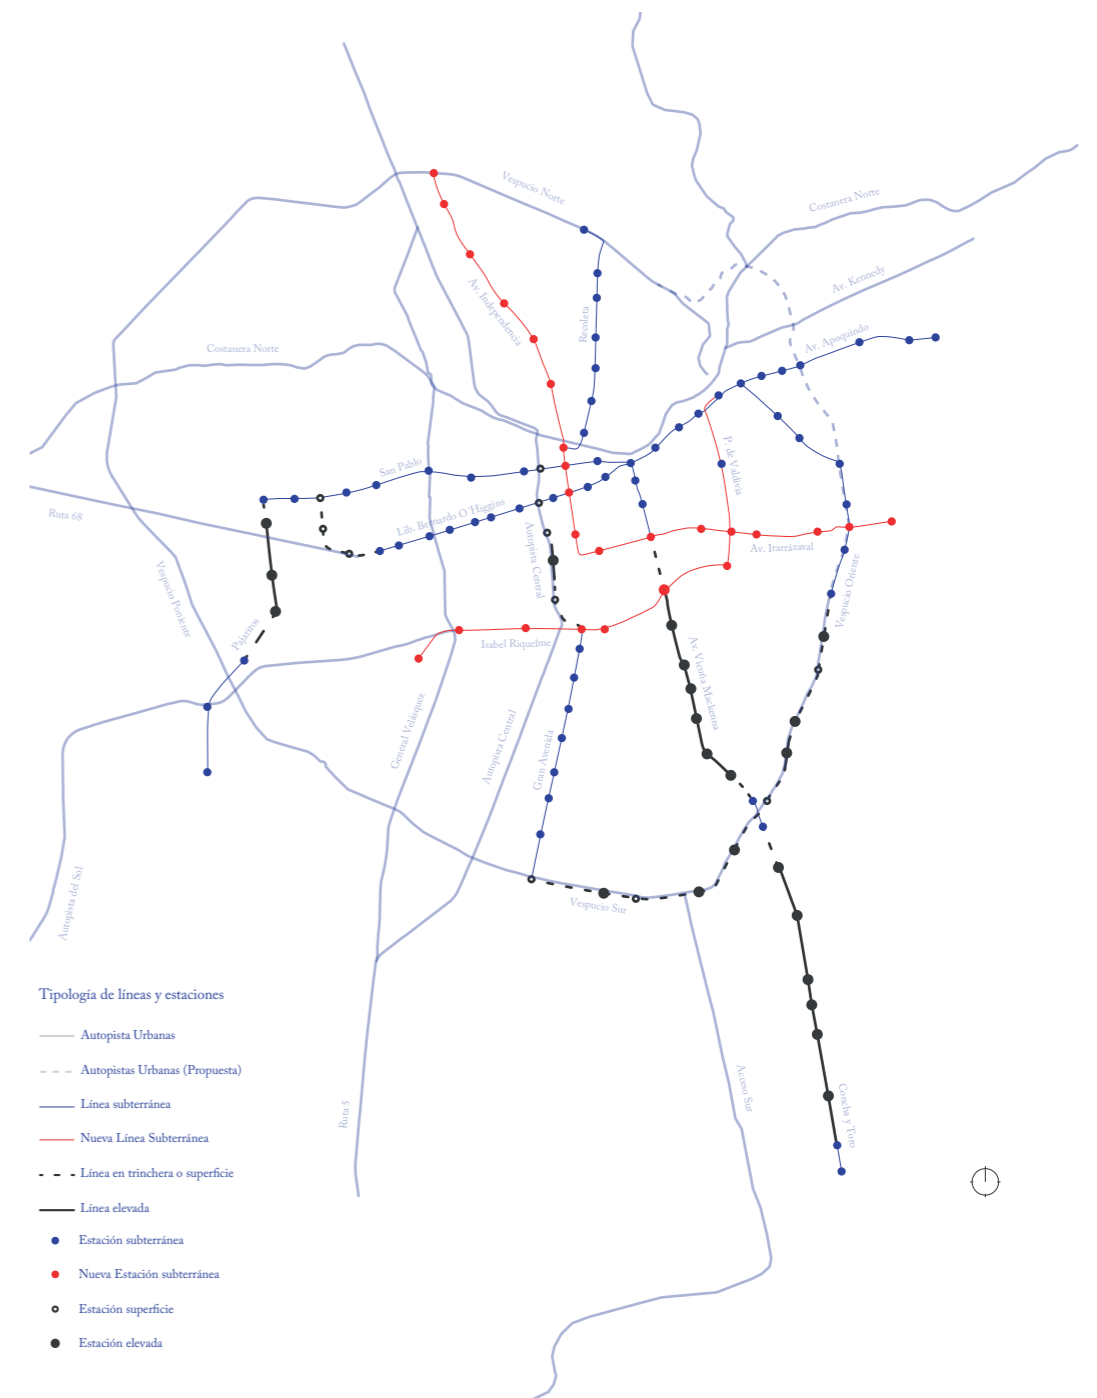 Vespucio Norte
Costanera Norte
Av. Kennedy
Av. Independencia
Recoleta
Av. Apoquindo
Costanera Norte
San Pablo
P. de Valdivia
Ruta 68
Lib. Bernardo O'Higgins
Autopista Central
Av. Irarrázaval
Vespucio Poniente
Vespucio Oriente
Pajaritos
Isabel Riquelme
Av. Vicuña Mackenna
General Velásquez
Autopista Central
Gran Avenida
Autopista del Sol
Vespucio Sur
Acceso Sur
Concha y Toro
Ruta 5
Tipología de líneas y estaciones
Autopista Urbanas
Autopistas Urbanas (Propuesta)
Línea subterránea
Nueva Línea Subterránea
Línea en trinchera o superficie
Línea elevada
Estación subterránea
Nueva Estación subterránea
Estación superficie
Estación elevada